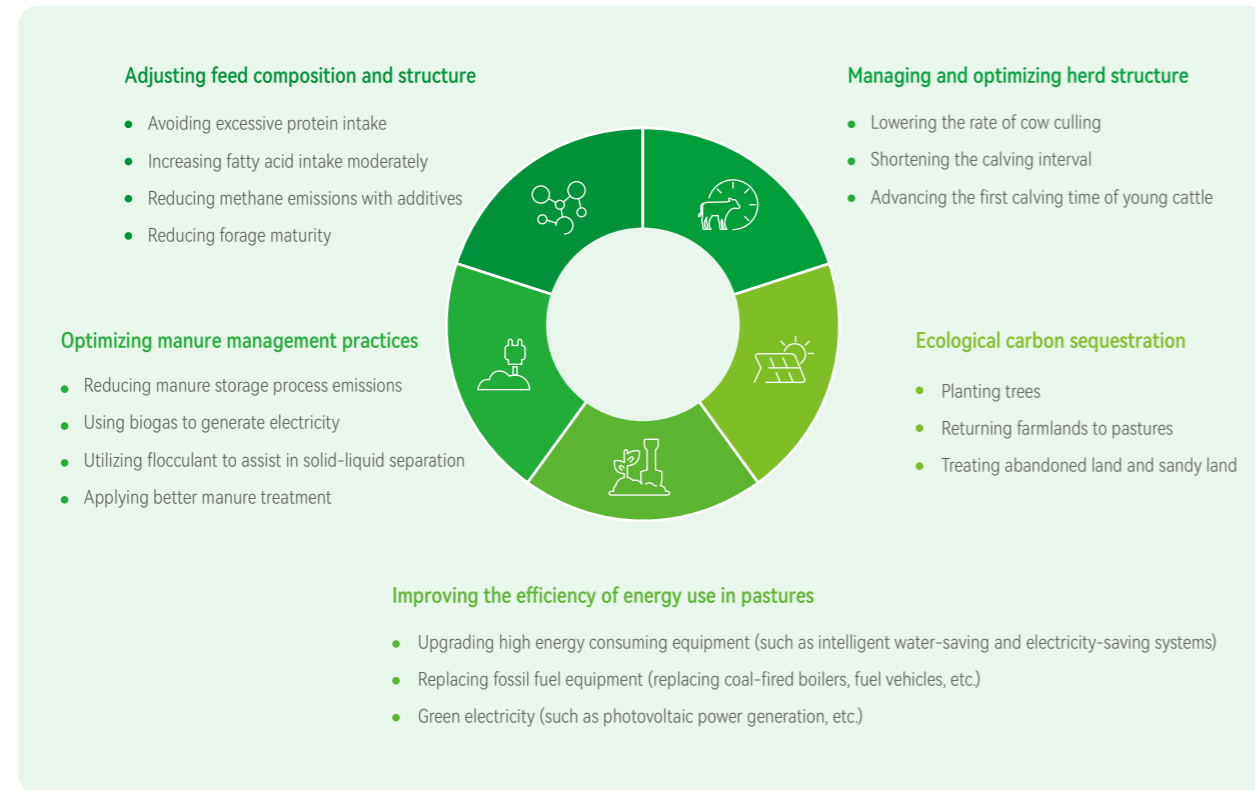 Adjusting feed composition and structure
Avoiding excessive protein intake
Increasing fatty acid intake moderately
Reducing methane emissions with additives
Reducing forage maturity
Managing and optimizing herd structure
Lowering the rate of cow culling
Shortening the calving interval
Advancing the first calving time of young cattle
Optimizing manure management practices
Reducing manure storage process emissions
Using biogas to generate electricity
Utilizing flocculant to assist in solid-liquid separation
Applying better manure treatment
Ecological carbon sequestration
Planting trees
Returning farmlands to pastures
Treating abandoned land and sandy land
Improving the efficiency of energy use in pastures
Upgrading high energy consuming equipment (such as intelligent water-saving and electricity-saving systems)
Replacing fossil fuel equipment (replacing coal-fired boilers, fuel vehicles, etc.)
Green electricity (such as photovoltaic power generation, etc.)